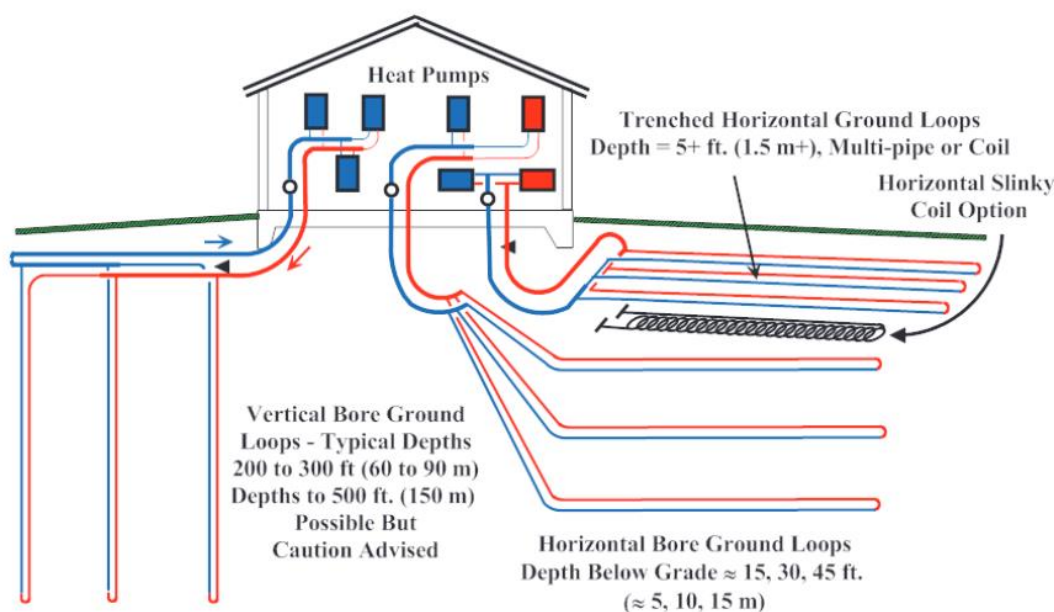 Heat Pumps
Trenched Horizontal Ground Loops
Depth = 5+ ft. (1.5 m+), Multi-pipe or Coil
Horizontal Slinky
Coil Option
Vertical Bore Ground
Loops - Typical Depths
200 to 300 ft (60 to 90 m)
Depths to 500 ft. (150 m)
Possible But
Caution Advised
Horizontal Bore Ground Loops
Depth Below Grade ≈ 15, 30, 45 ft.
(≈ 5, 10, 15 m)